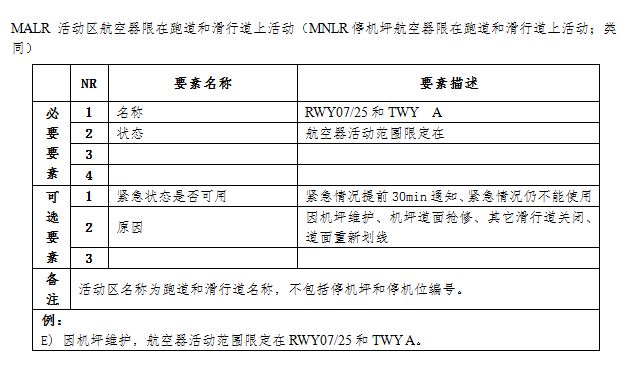 MALR 活动区航空器限在跑道和滑行道上活动（MNLR 停机坪航空器限在跑道和滑行道上活动；类
同）
NR 要素名称 要素描述
必要要素
1 名称 RWY07/25 和 TWY A
2 状态 航空器活动范围限定在
3
4
可选要素
1 紧急状态是否可用 紧急情况提前 30min 通知、紧急情况仍不能使用
2 原因 因机坪维护、机坪道面抢修、其它滑行道关闭、
道面重新划线
3
备注 活动区名称为跑道和滑行道名称，不包括停机坪和停机位编号。
例：
E) 因机坪维护，航空器活动范围限定在 RWY07/25 和 TWY A。